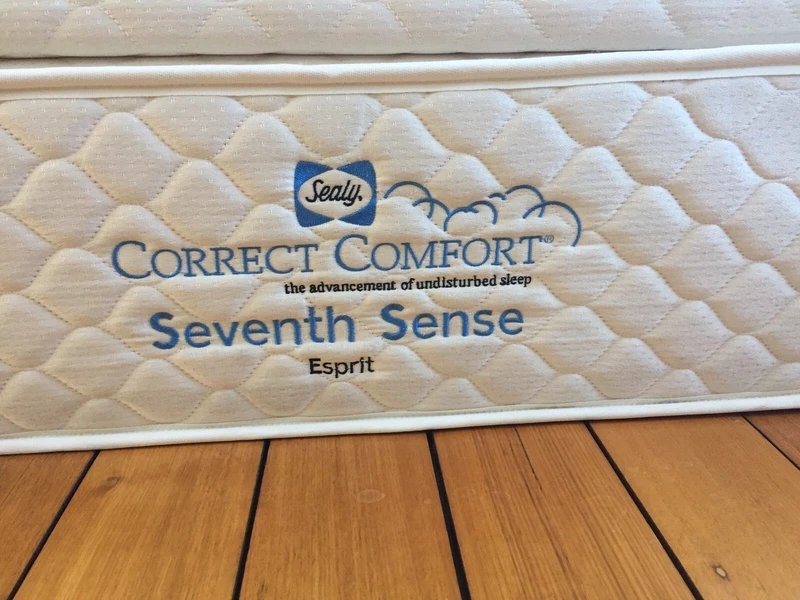 Sealy.
CORRECT COMFORT®
the advancement of undisturbed sleep
Seventh Sense
Esprit